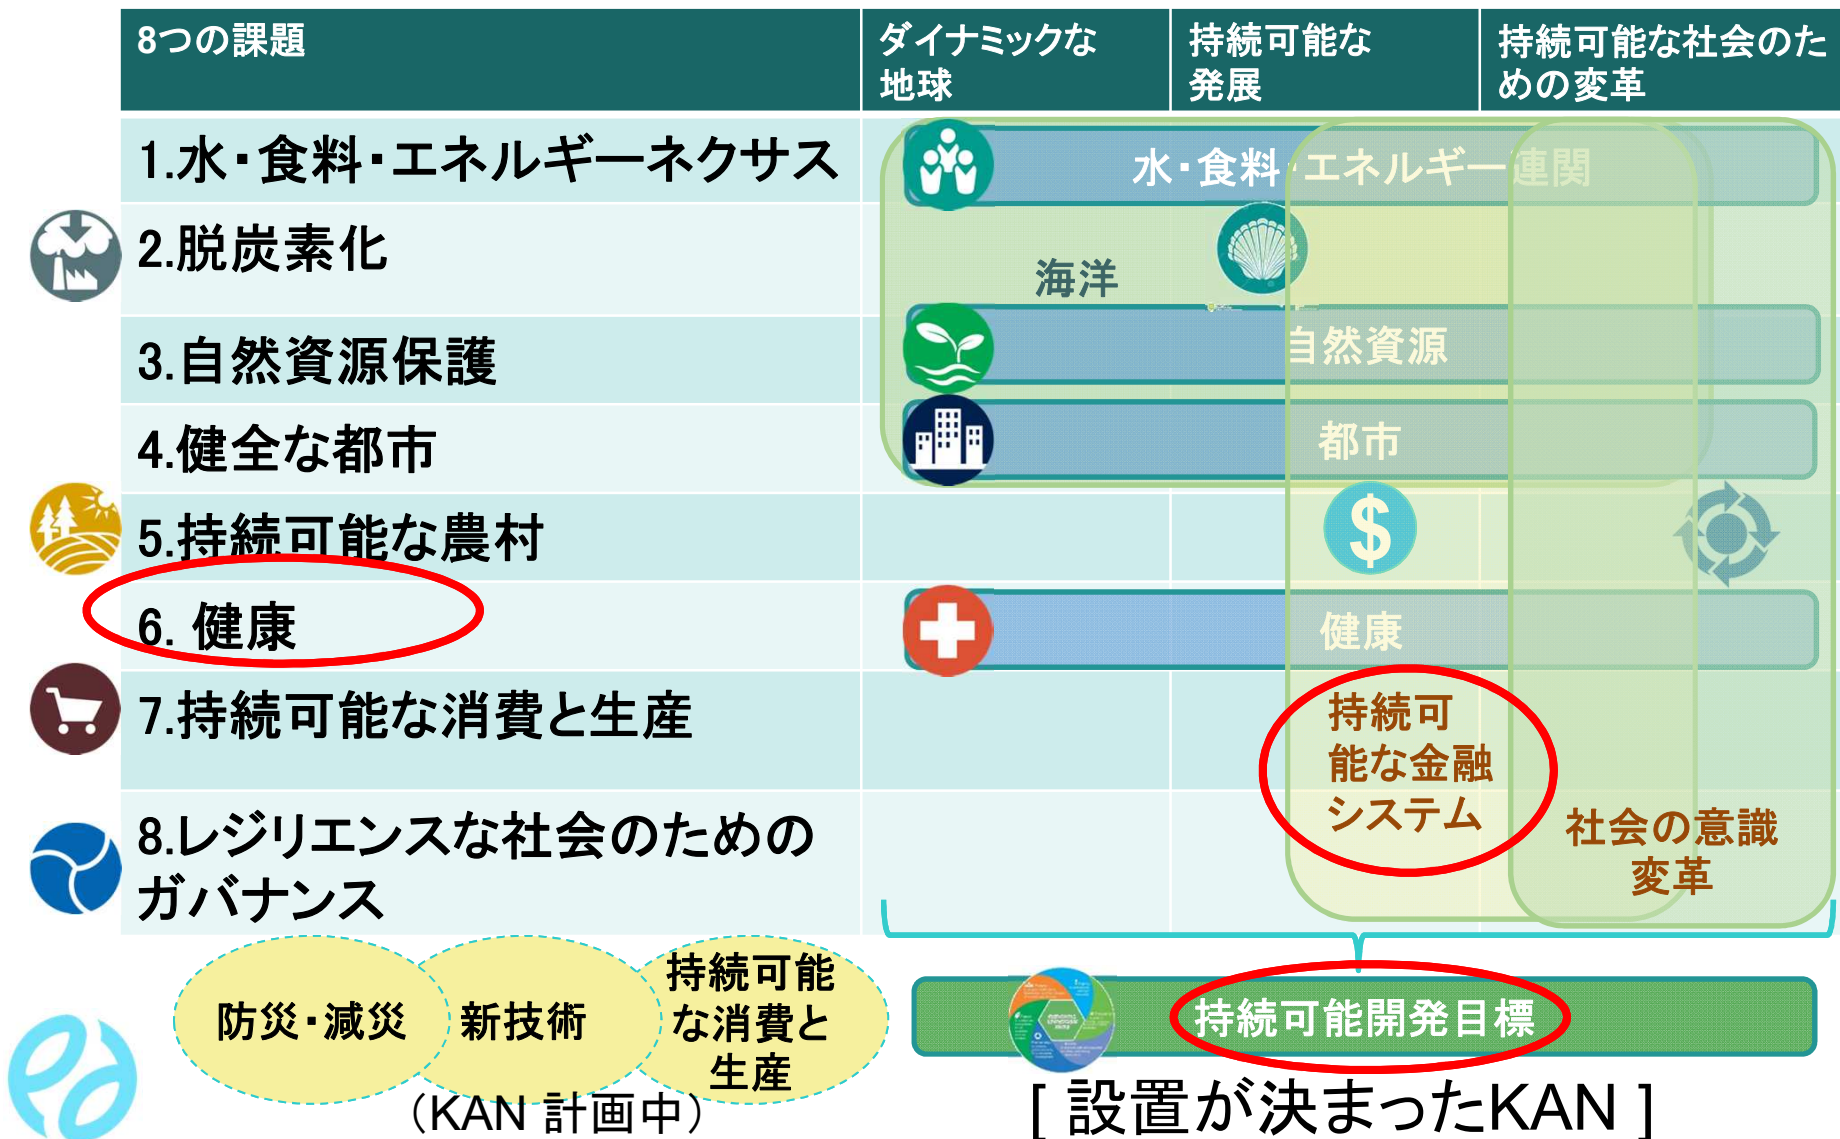 8つの課題
ダイナミックな
地球
持続可能な
発展
持続可能な社会のた
めの変革
1.水・食料・エネルギーネクサス
水・食料・エネルギー連関
2.脱炭素化
海洋
3.自然資源保護
自然資源
4.健全な都市
都市
5.持続可能な農村
$
6. 健康
健康
7.持続可能な消費と生産
持続可
能な金融
システム
8.レジリエンスな社会のための
ガバナンス
社会の意識
変革
防災・減災
新技術
持続可能
な消費と
生産
(KAN 計画中)
持続可能開発目標
[ 設置が決まったKAN ]